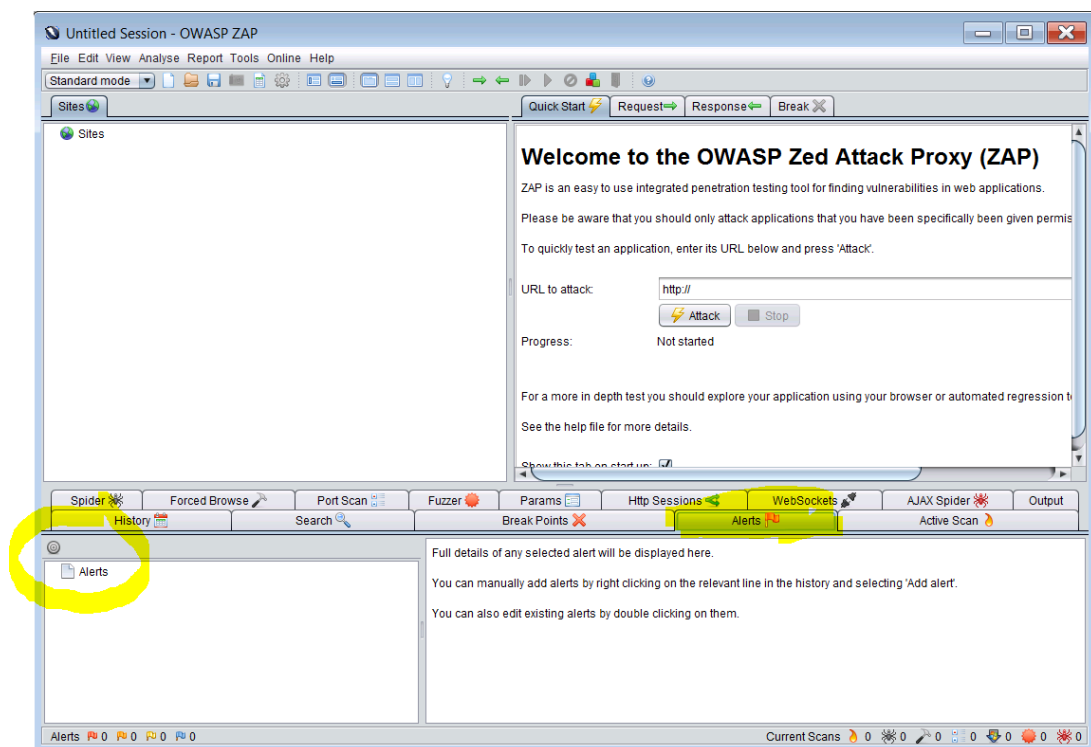 Untitled Session - OWASP ZAP
File Edit View Analyse Report Tools Online Help
Standard mode
Sites
Quick Start Request Response Break
Sites
Welcome to the OWASP Zed Attack Proxy (ZAP)
ZAP is an easy to use integrated penetration testing tool for finding vulnerabilities in web applications.
Please be aware that you should only attack applications that you have been specifically been given permis
To quickly test an application, enter its URL below and press 'Attack'.
URL to attack: http://
Attack Stop
Progress: Not started
For a more in depth test you should explore your application using your browser or automated regression t
See the help file for more details.
Show this tab on start up:
Spider Forced Browse Port Scan Fuzzer Params Http Sessions WebSockets AJAX Spider Output
History Search Break Points Alerts Active Scan
Alerts
Full details of any selected alert will be displayed here.
You can manually add alerts by right clicking on the relevant line in the history and selecting 'Add alert'.
You can also edit existing alerts by double clicking on them.
Alerts 0 0 0 0 Current Scans 0 0 0 0 0 0 0